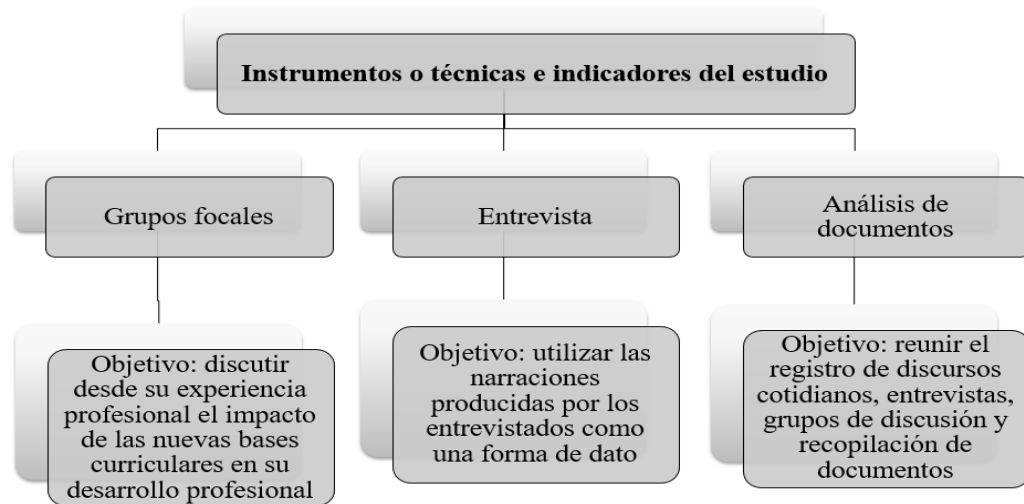 Instrumentos o técnicas e indicadores del estudio
Grupos focales
Entrevista
Análisis de
documentos
Objetivo: discutir
desde su experiencia
profesional el impacto
de las nuevas bases
curriculares en su
desarrollo profesional
Objetivo: utilizar las
narraciones
producidas por los
entrevistados como
una forma de dato
Objetivo: reunir el
registro de discursos
cotidianos, entrevistas,
grupos de discusión y
recopilación de
documentos